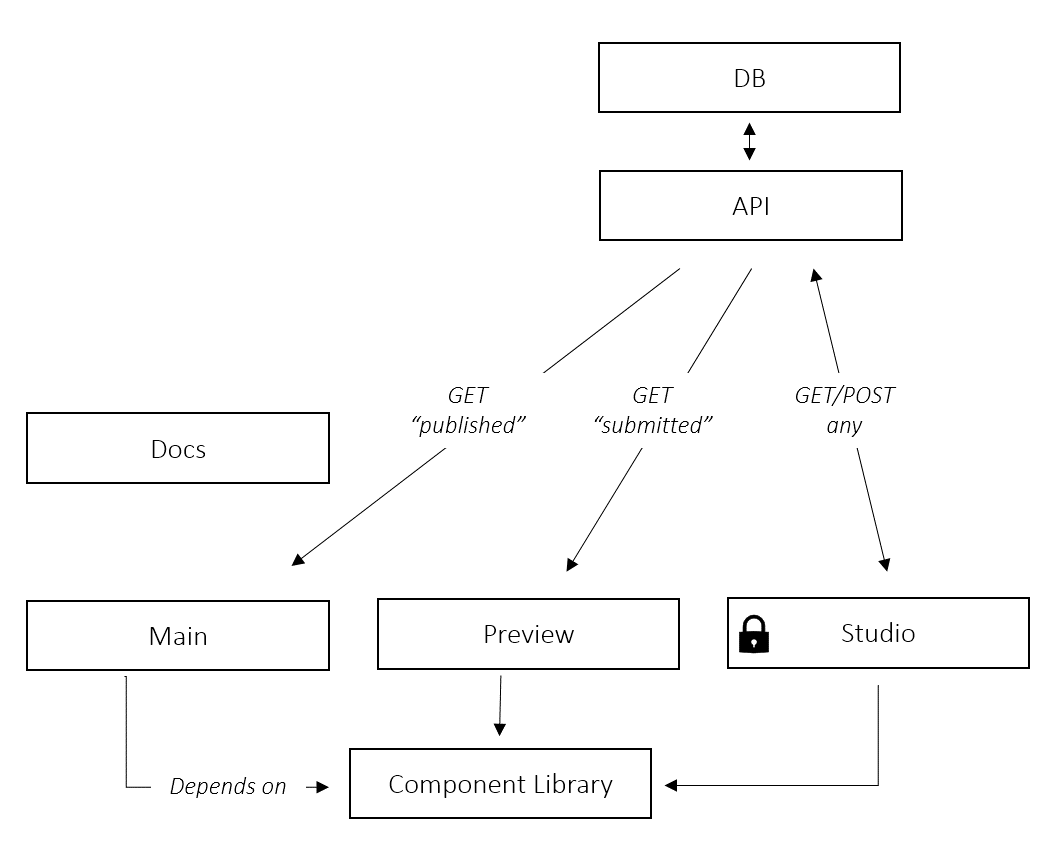 DB
API
GET
“published”
GET
“submitted”
GET/POST
any
Docs
Main
Preview
Studio
Depends on
Component Library